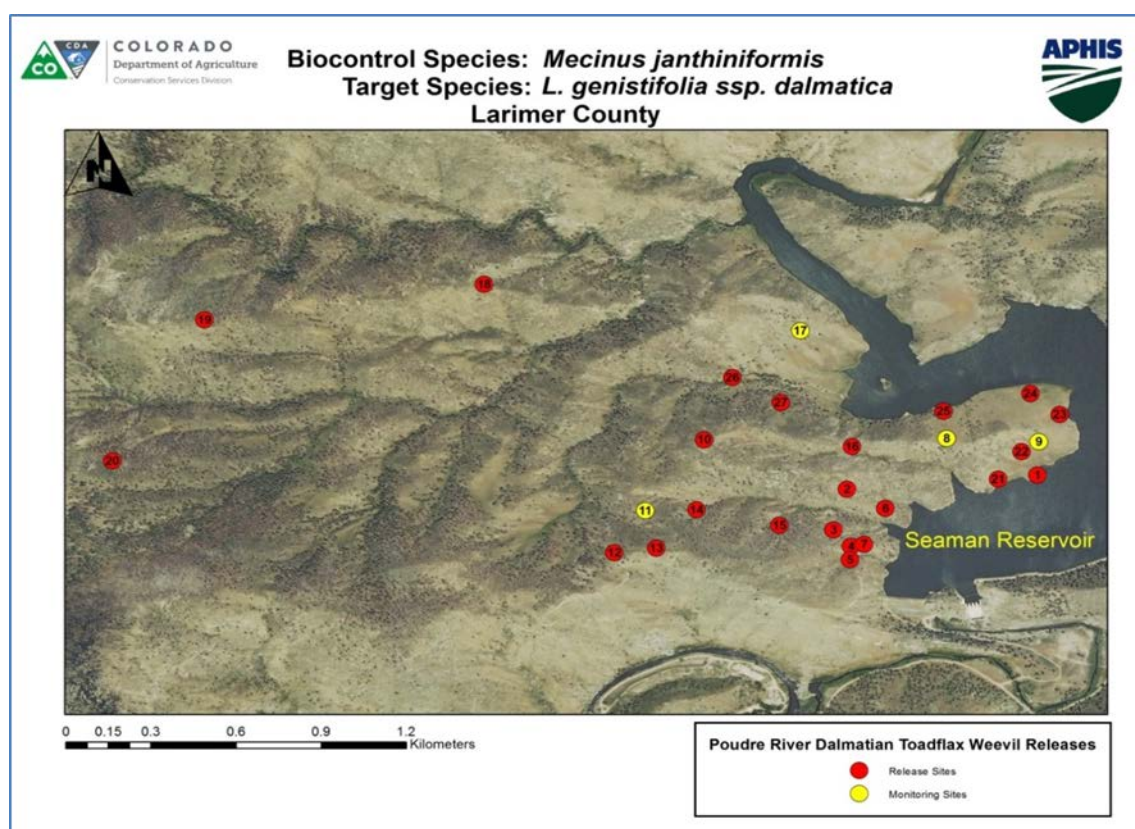 COLORADO
Department of Agriculture
Conservation Services Division
CO
CDA
Biocontrol Species: Mecinus janthiniformis
Target Species: L. genistifolia ssp. dalmatica
Larimer County
APHIS
N
18
19
17
26
27
24
25
23
10
16
8
9
22
20
21
1
2
6
11
14
15
3
Seaman Reservoir
4
7
12
13
5
0 0.15 0.3 0.6 0.9 1.2
Kilometers
Poudre River Dalmatian Toadflax Weevil Releases
Release Sites
Monitoring Sites